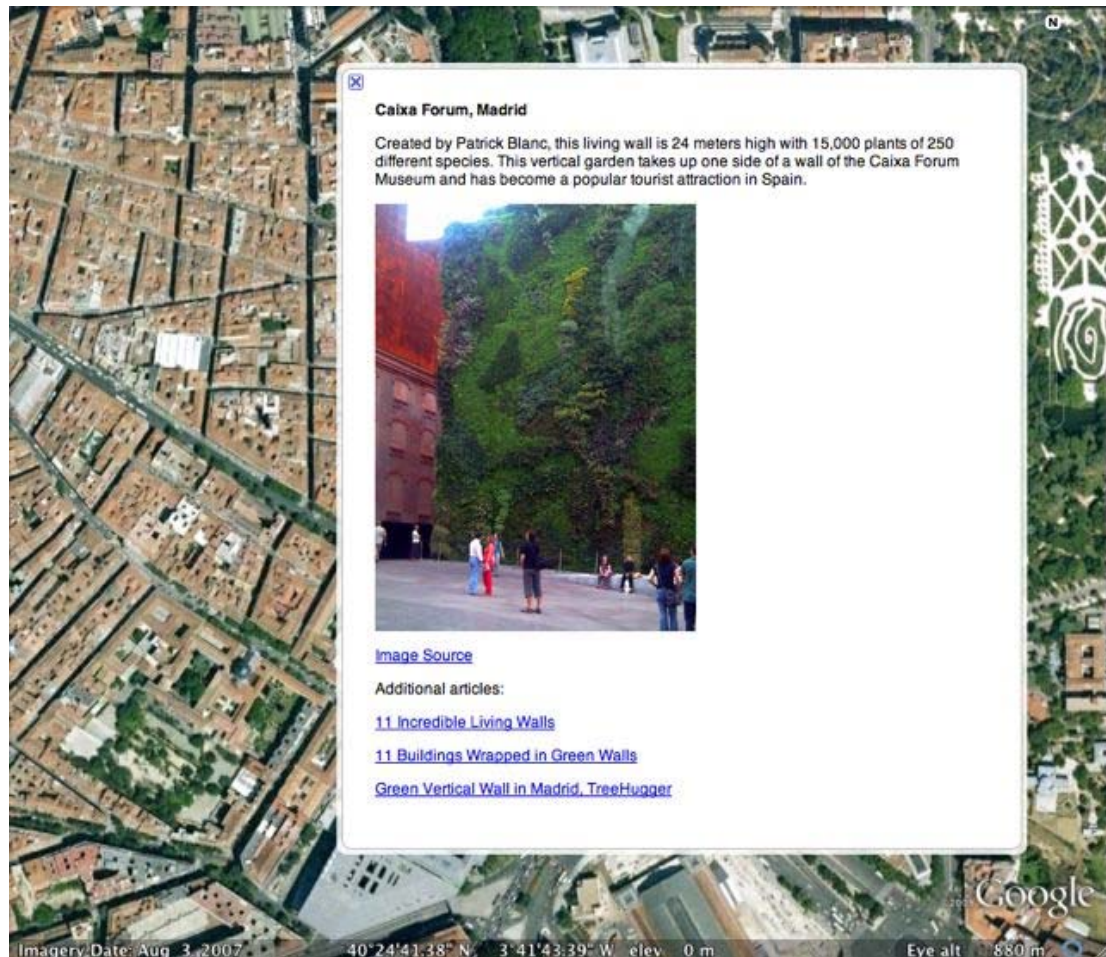 N
Caixa Forum, Madrid
Created by Patrick Blanc, this living wall is 24 meters high with 15,000 plants of 250
different species. This vertical garden takes up one side of a wall of the Caixa Forum
Museum and has become a popular tourist attraction in Spain.
Image Source
Additional articles:
11 Incredible Living Walls
11 Buildings Wrapped in Green Walls
Green Vertical Wall in Madrid, TreeHugger
Google
Imagery Date: Aug 3, 2007 40°24'41.38" N 3°41'43.39" W elev 0 m Eye alt 880 m